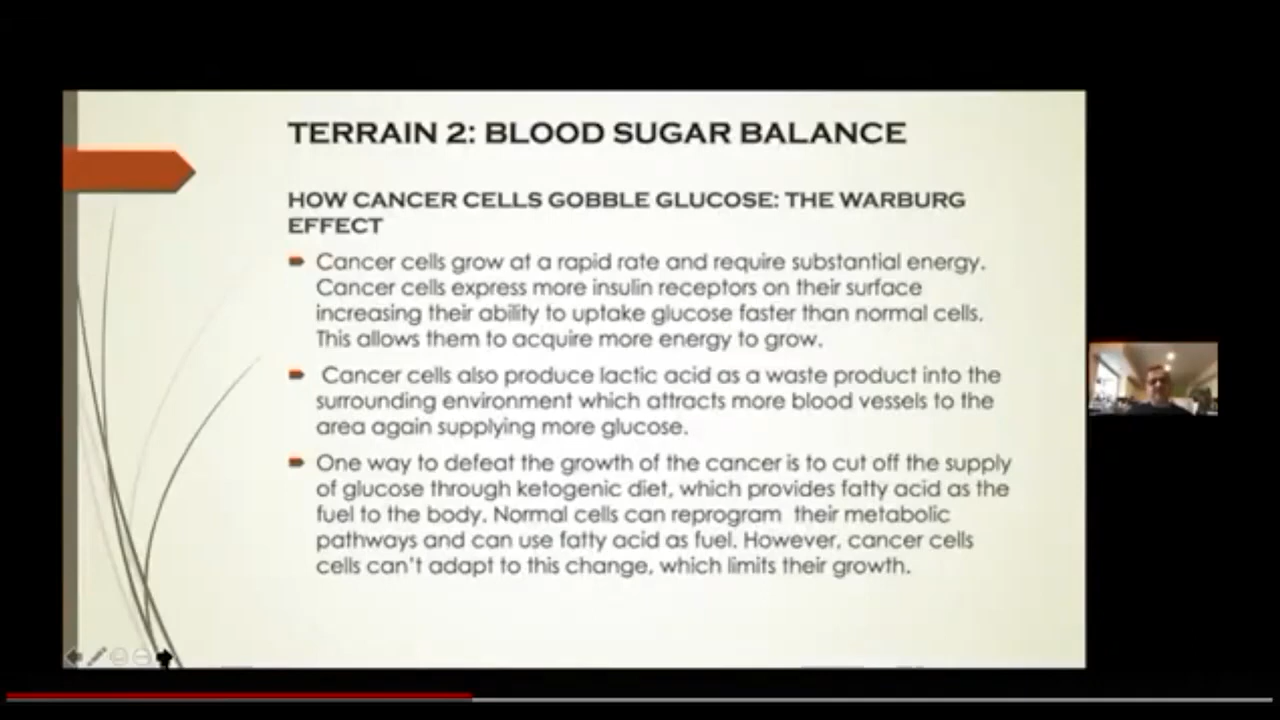 TERRAIN 2: BLOOD SUGAR BALANCE
HOW CANCER CELLS GOBBLE GLUCOSE: THE WARBURG
EFFECT
Cancer cells grow at a rapid rate and require substantial energy.
Cancer cells express more insulin receptors on their surface
increasing their ability to uptake glucose faster than normal cells.
This allows them to acquire more energy to grow.
Cancer cells also produce lactic acid as a waste product into the
surrounding environment which attracts more blood vessels to the
area again supplying more glucose.
One way to defeat the growth of the cancer is to cut off the supply
of glucose through ketogenic diet, which provides fatty acid as the
fuel to the body. Normal cells can reprogram their metabolic
pathways and can use fatty acid as fuel. However, cancer cells
cells can't adapt to this change, which limits their growth.